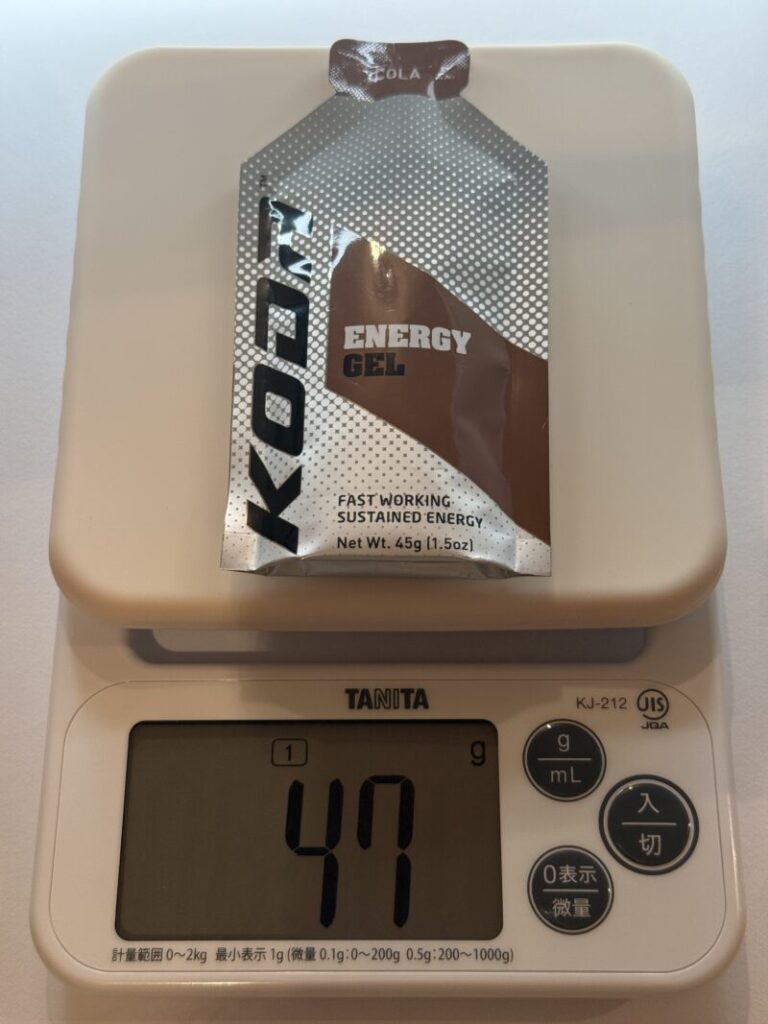 COLA
KODA™
ENERGY
GEL
FAST WORKING
SUSTAINED ENERGY
Net Wt. 45g (1.5oz)
TANITA
KJ-212 JIS
JQA
1 g
47
g
mL
入
切
0表示
微量
計量範囲 0～2kg 最小表示 1g (微量 0.1g:0～200g 0.5g:200～1000g)